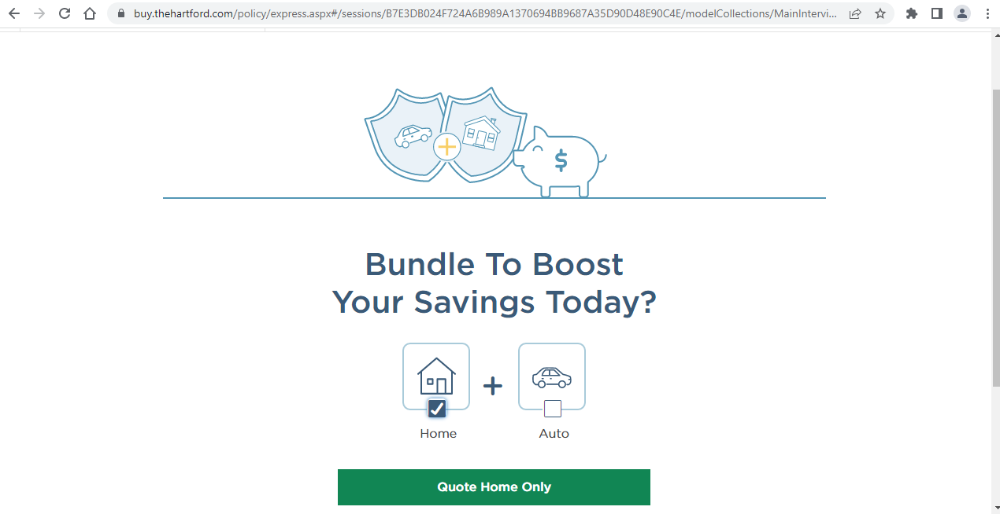 buy.thehartford.com/policy/express.aspx#/sessions/B7E3DB024F724A6B989A1370694BB9687A35D90D48E90C4E/modelCollections/MainIntervi...
$
Bundle To Boost
Your Savings Today?
Home
Auto
Quote Home Only